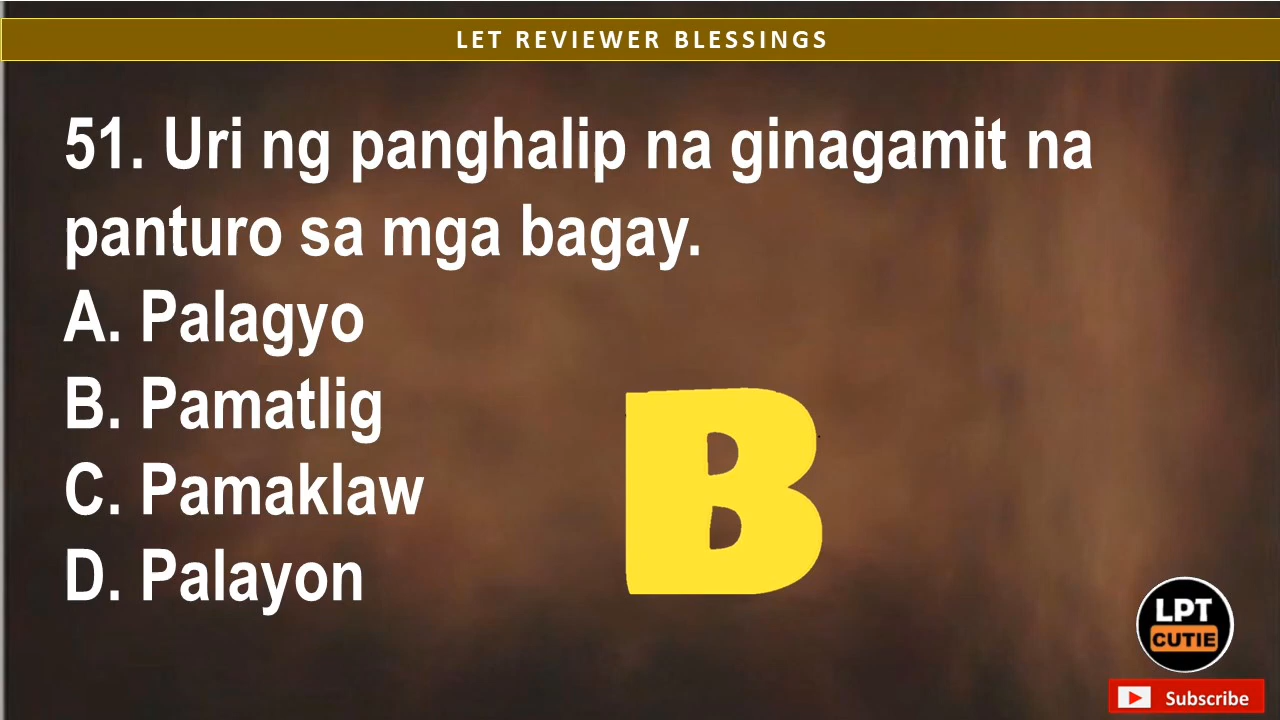 LET REVIEWER BLESSINGS
51. Uri ng panghalip na ginagamit na
panturo sa mga bagay.
A. Palagyo
B. Pamatlig
C. Pamaklaw
D. Palayon
B
LPT
CUTIE
Subscribe